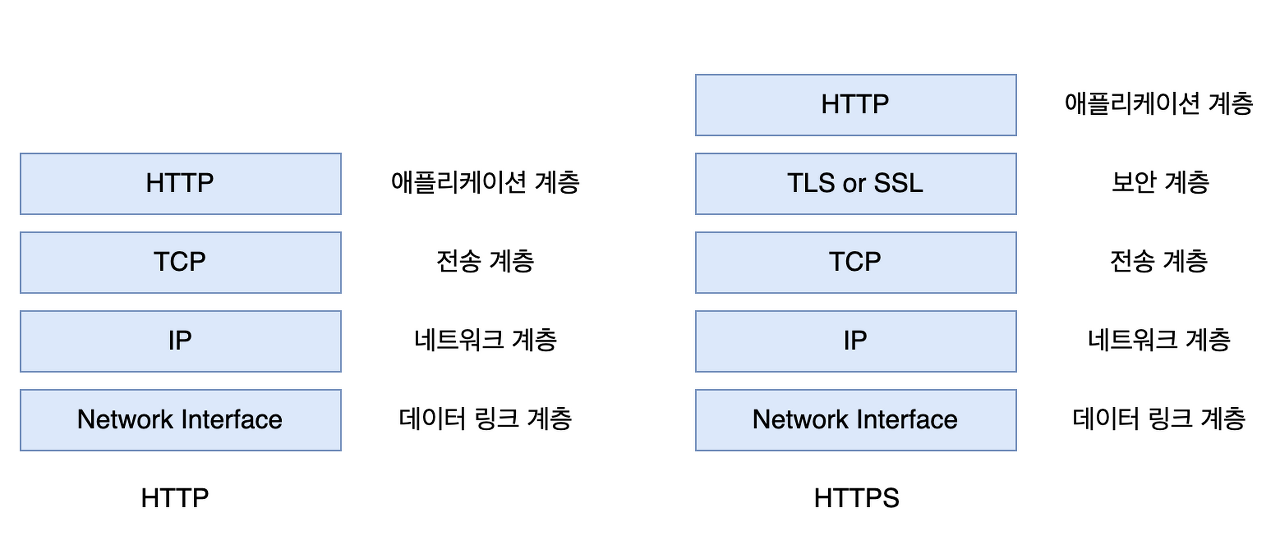 HTTP 애플리케이션 계층
TCP 전송 계층
IP 네트워크 계층
Network Interface 데이터 링크 계층
HTTP
HTTP 애플리케이션 계층
TLS or SSL 보안 계층
TCP 전송 계층
IP 네트워크 계층
Network Interface 데이터 링크 계층
HTTPS